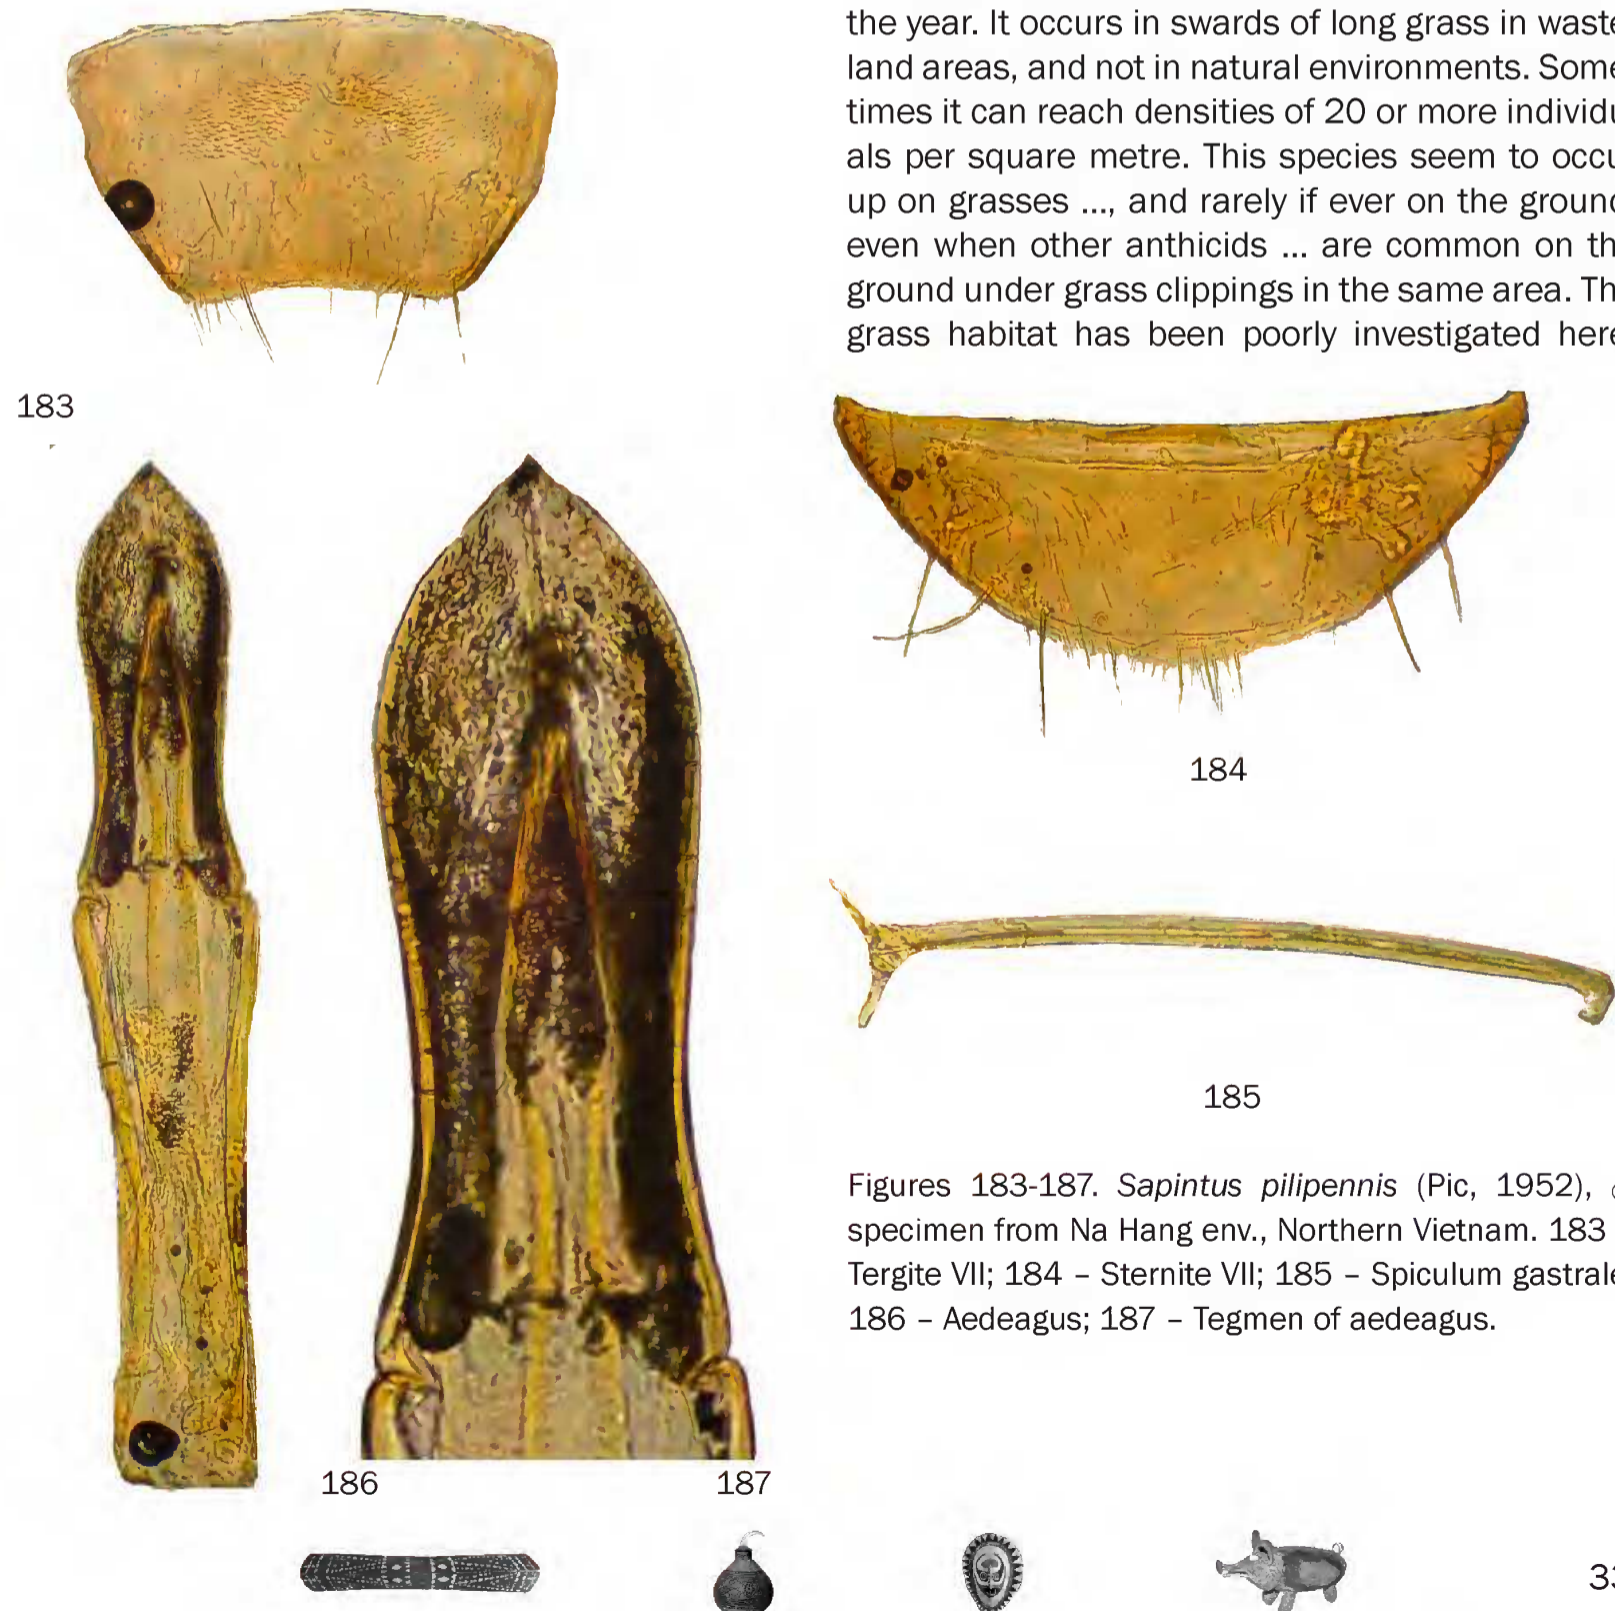 the year. It occurs in swards of long grass in waste
land areas, and not in natural environments. Some
times it can reach densities of 20 or more individu
als per square metre. This species seem to occu
up on grasses ..., and rarely if ever on the ground
even when other anthicids ... are common on th
ground under grass clippings in the same area. Th
grass habitat has been poorly investigated here
183
184
185
Figures 183-187. Sapintus pilipennis (Pic, 1952),
specimen from Na Hang env., Northern Vietnam. 183
Tergite VII; 184 – Sternite VII; 185 – Spiculum gastrale
186 – Aedeagus; 187 – Tegmen of aedeagus.
186
187